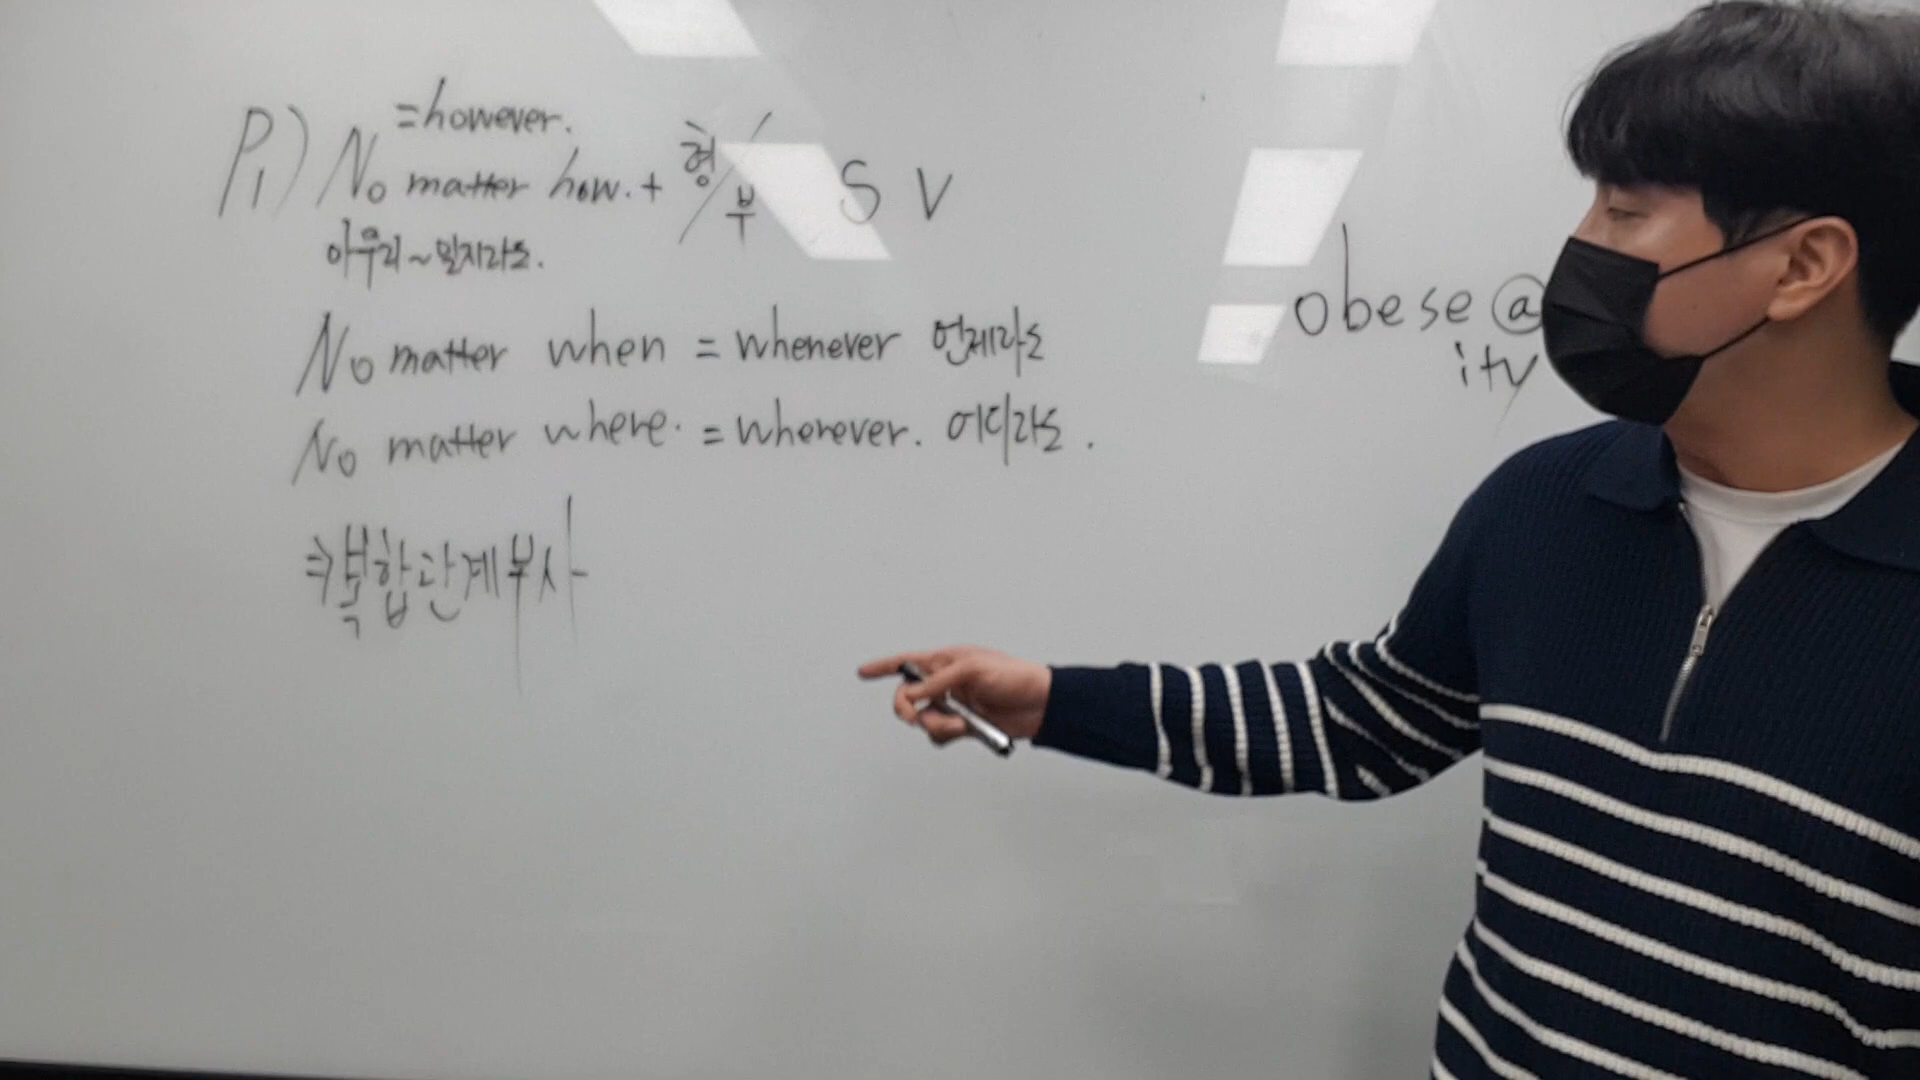 P1) =however.
No matter how. + 형/부 S V
아무리~일지라도.
No matter when = whenever 언제라도
No matter where. = wherever. 어디라도.
⇒복합관계부사
obese ⓐ
ity